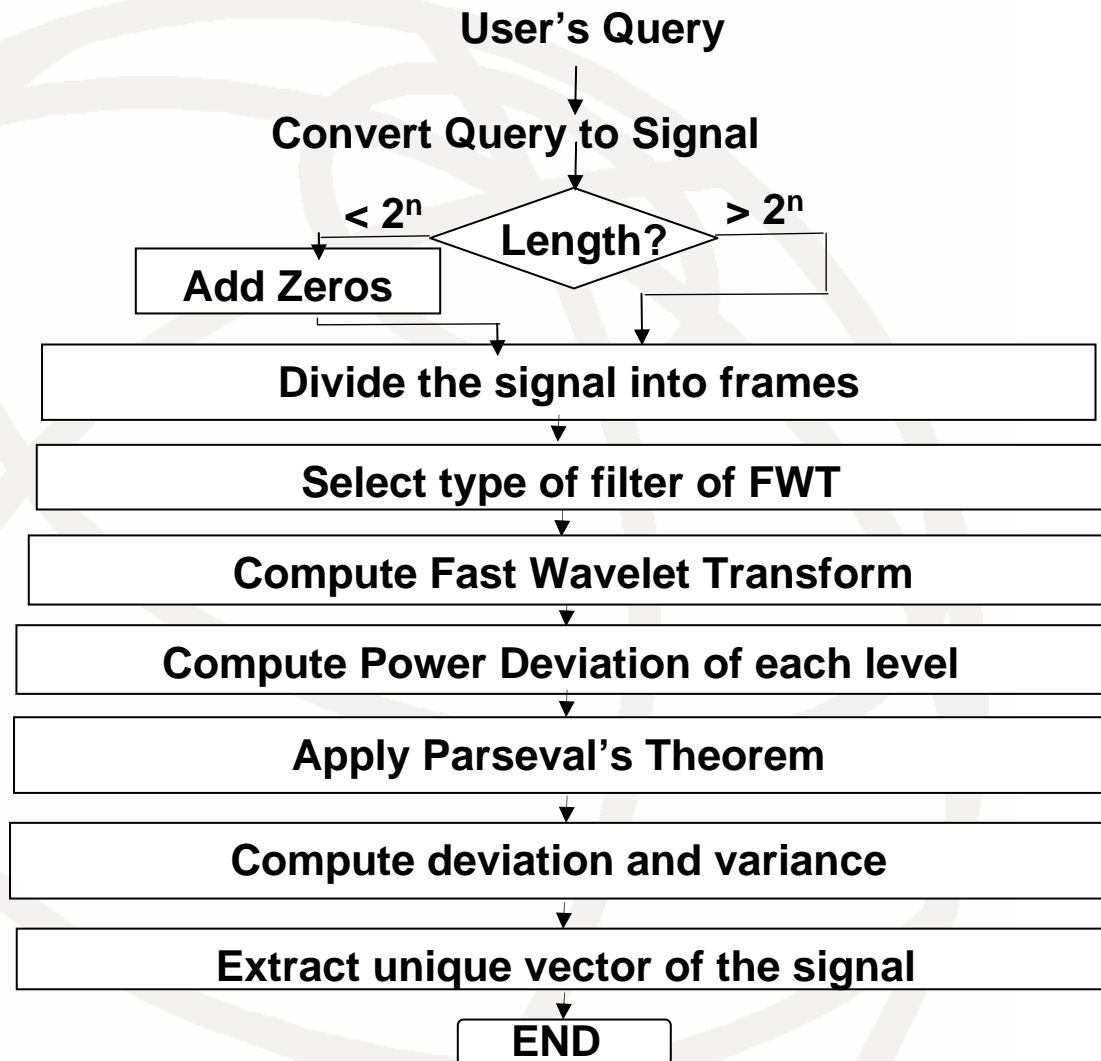 User’s Query
Convert Query to Signal
< 2ⁿ
> 2ⁿ
Length?
Add Zeros
Divide the signal into frames
Select type of filter of FWT
Compute Fast Wavelet Transform
Compute Power Deviation of each level
Apply Parseval’s Theorem
Compute deviation and variance
Extract unique vector of the signal
END